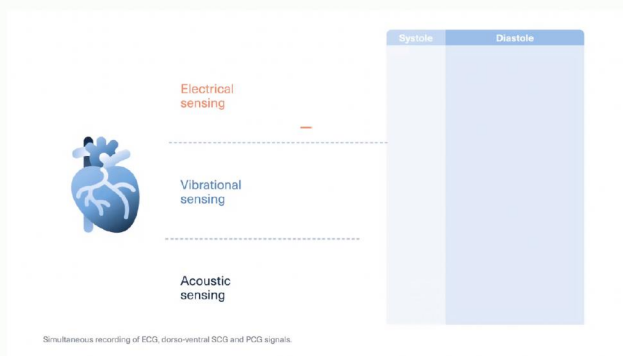 Systole
Diastole
Electrical
sensing
Vibrational
sensing
Acoustic
sensing
Simultaneous recording of ECG, dorso-ventral SCG and PCG signals.